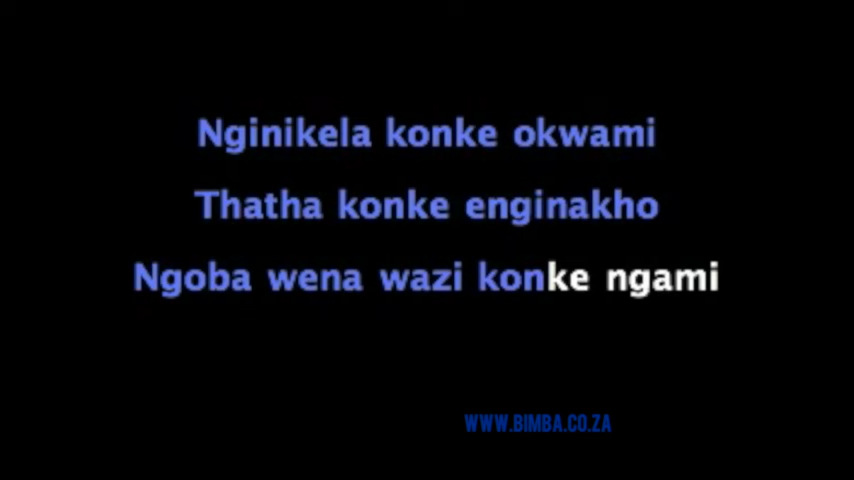 Nginikela konke okwami
Thatha konke enginakho
Ngoba wena wazi konke ngami
WWW.BIMBA.CO.ZA